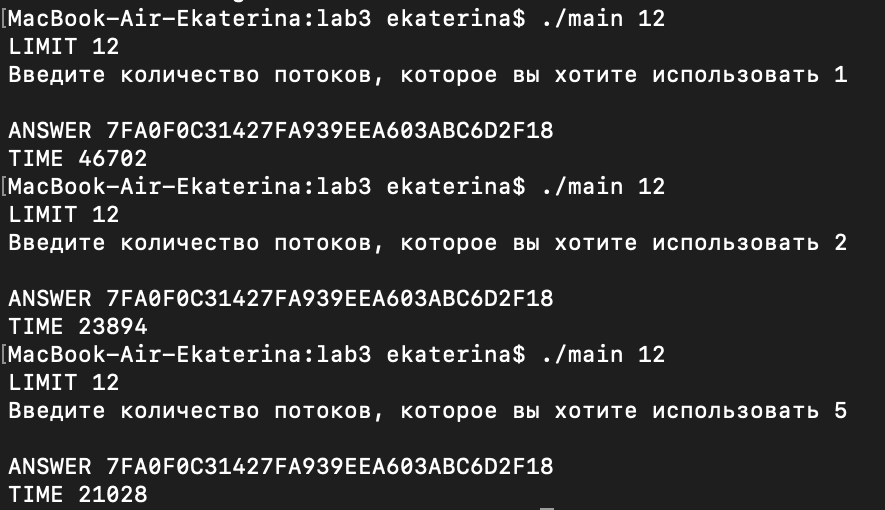 [MacBook-Air-Ekaterina:lab3 ekaterina$ ./main 12
LIMIT 12
Введите количество потоков, которое вы хотите использовать 1
ANSWER 7FA0F0C31427FA939EEA603ABC6D2F18
TIME 46702
[MacBook-Air-Ekaterina:lab3 ekaterina$ ./main 12
LIMIT 12
Введите количество потоков, которое вы хотите использовать 2
ANSWER 7FA0F0C31427FA939EEA603ABC6D2F18
TIME 23894
[MacBook-Air-Ekaterina:lab3 ekaterina$ ./main 12
LIMIT 12
Введите количество потоков, которое вы хотите использовать 5
ANSWER 7FA0F0C31427FA939EEA603ABC6D2F18
TIME 21028